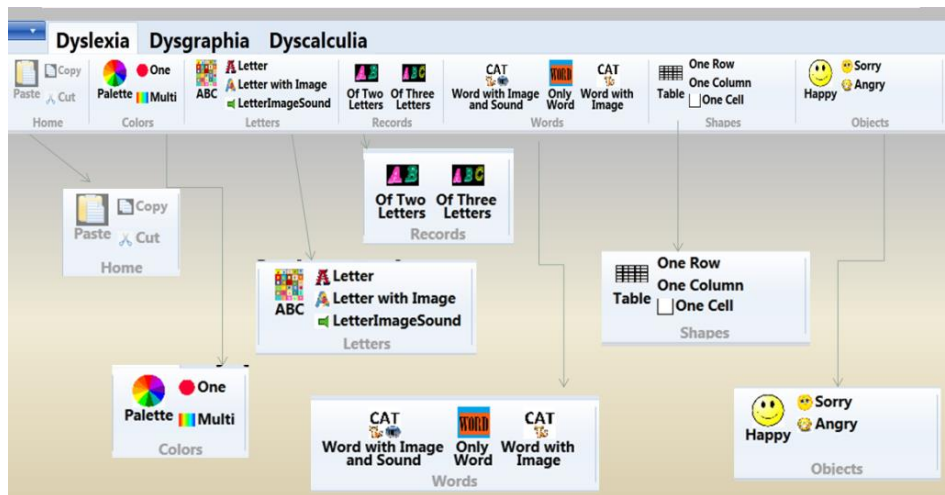 Dyslexia Dysgraphia Dyscalculia
Paste
Copy
Cut
Home
Palette
One
Multi
Colors
ABC
Letter
Letter with Image
LetterImageSound
Letters
AB
Of Two
Letters
ABC
Of Three
Letters
Records
CAT
Word with Image
and Sound
WORD
Only
Word
CAT
Word with
Image
Words
Table
One Row
One Column
One Cell
Shapes
Happy
Sorry
Angry
Objects
Paste
Copy
Cut
Home
AB
Of Two
Letters
ABC
Of Three
Letters
Records
ABC
Letter
Letter with Image
LetterImageSound
Letters
Table
One Row
One Column
One Cell
Shapes
Palette
One
Multi
Colors
CAT
Word with Image
and Sound
WORD
Only
Word
CAT
Word with
Image
Words
Happy
Sorry
Angry
Objects